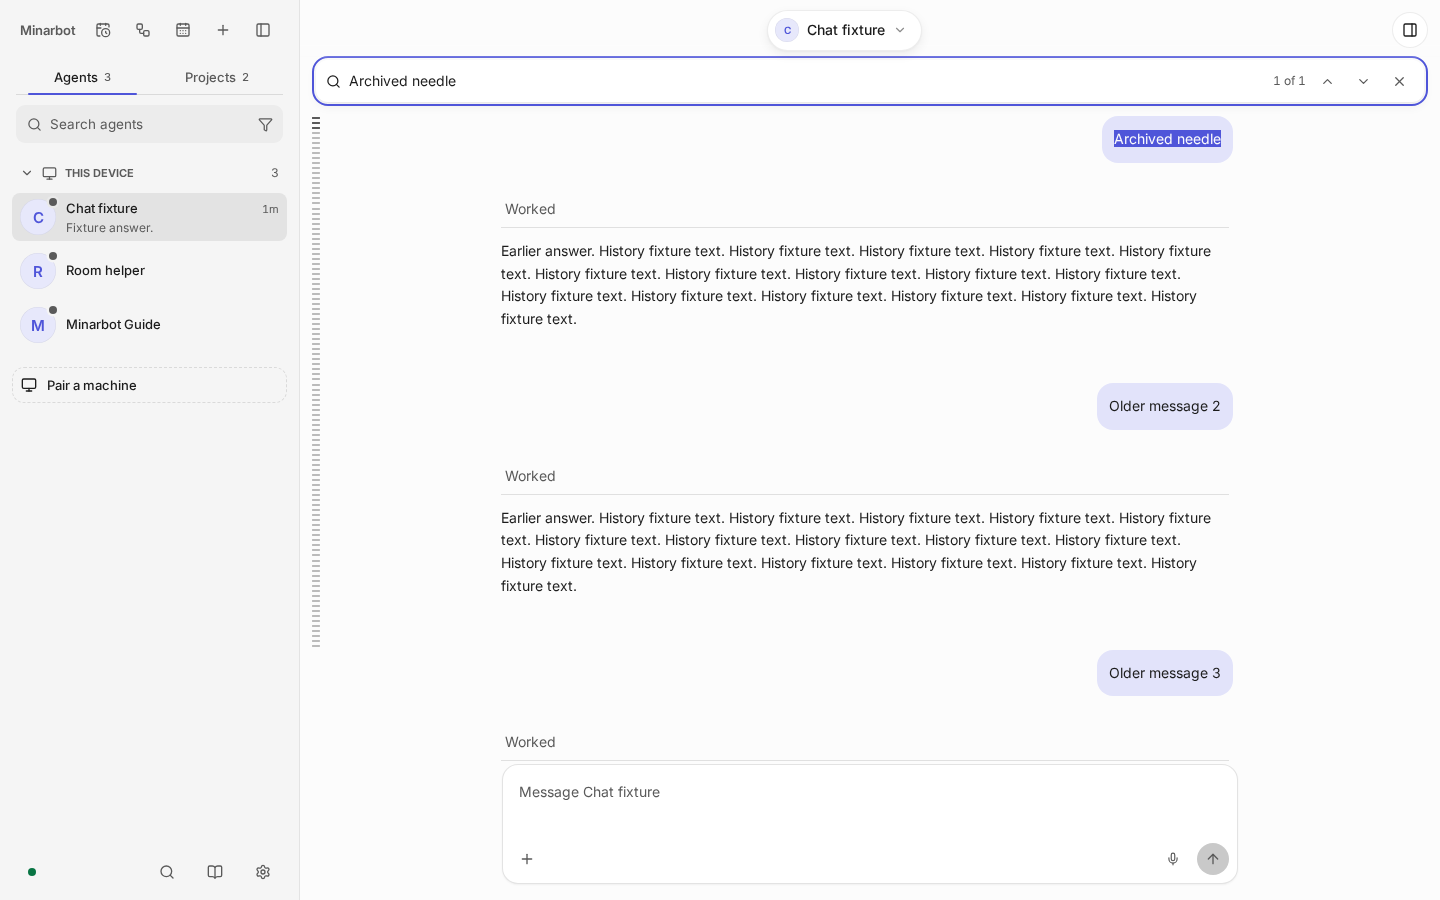 Minarbot
Agents 3
Projects 2
Search agents
THIS DEVICE 3
C
Chat fixture 1m
Fixture answer.
R
Room helper
M
Minarbot Guide
Pair a machine
C Chat fixture
Archived needle 1 of 1
Archived needle
Worked
Earlier answer. History fixture text. History fixture text. History fixture text. History fixture text. History fixture
text. History fixture text. History fixture text. History fixture text. History fixture text. History fixture text.
History fixture text. History fixture text. History fixture text. History fixture text. History fixture text. History
fixture text.
Older message 2
Worked
Earlier answer. History fixture text. History fixture text. History fixture text. History fixture text. History fixture
text. History fixture text. History fixture text. History fixture text. History fixture text. History fixture text.
History fixture text. History fixture text. History fixture text. History fixture text. History fixture text. History
fixture text.
Older message 3
Worked
Message Chat fixture